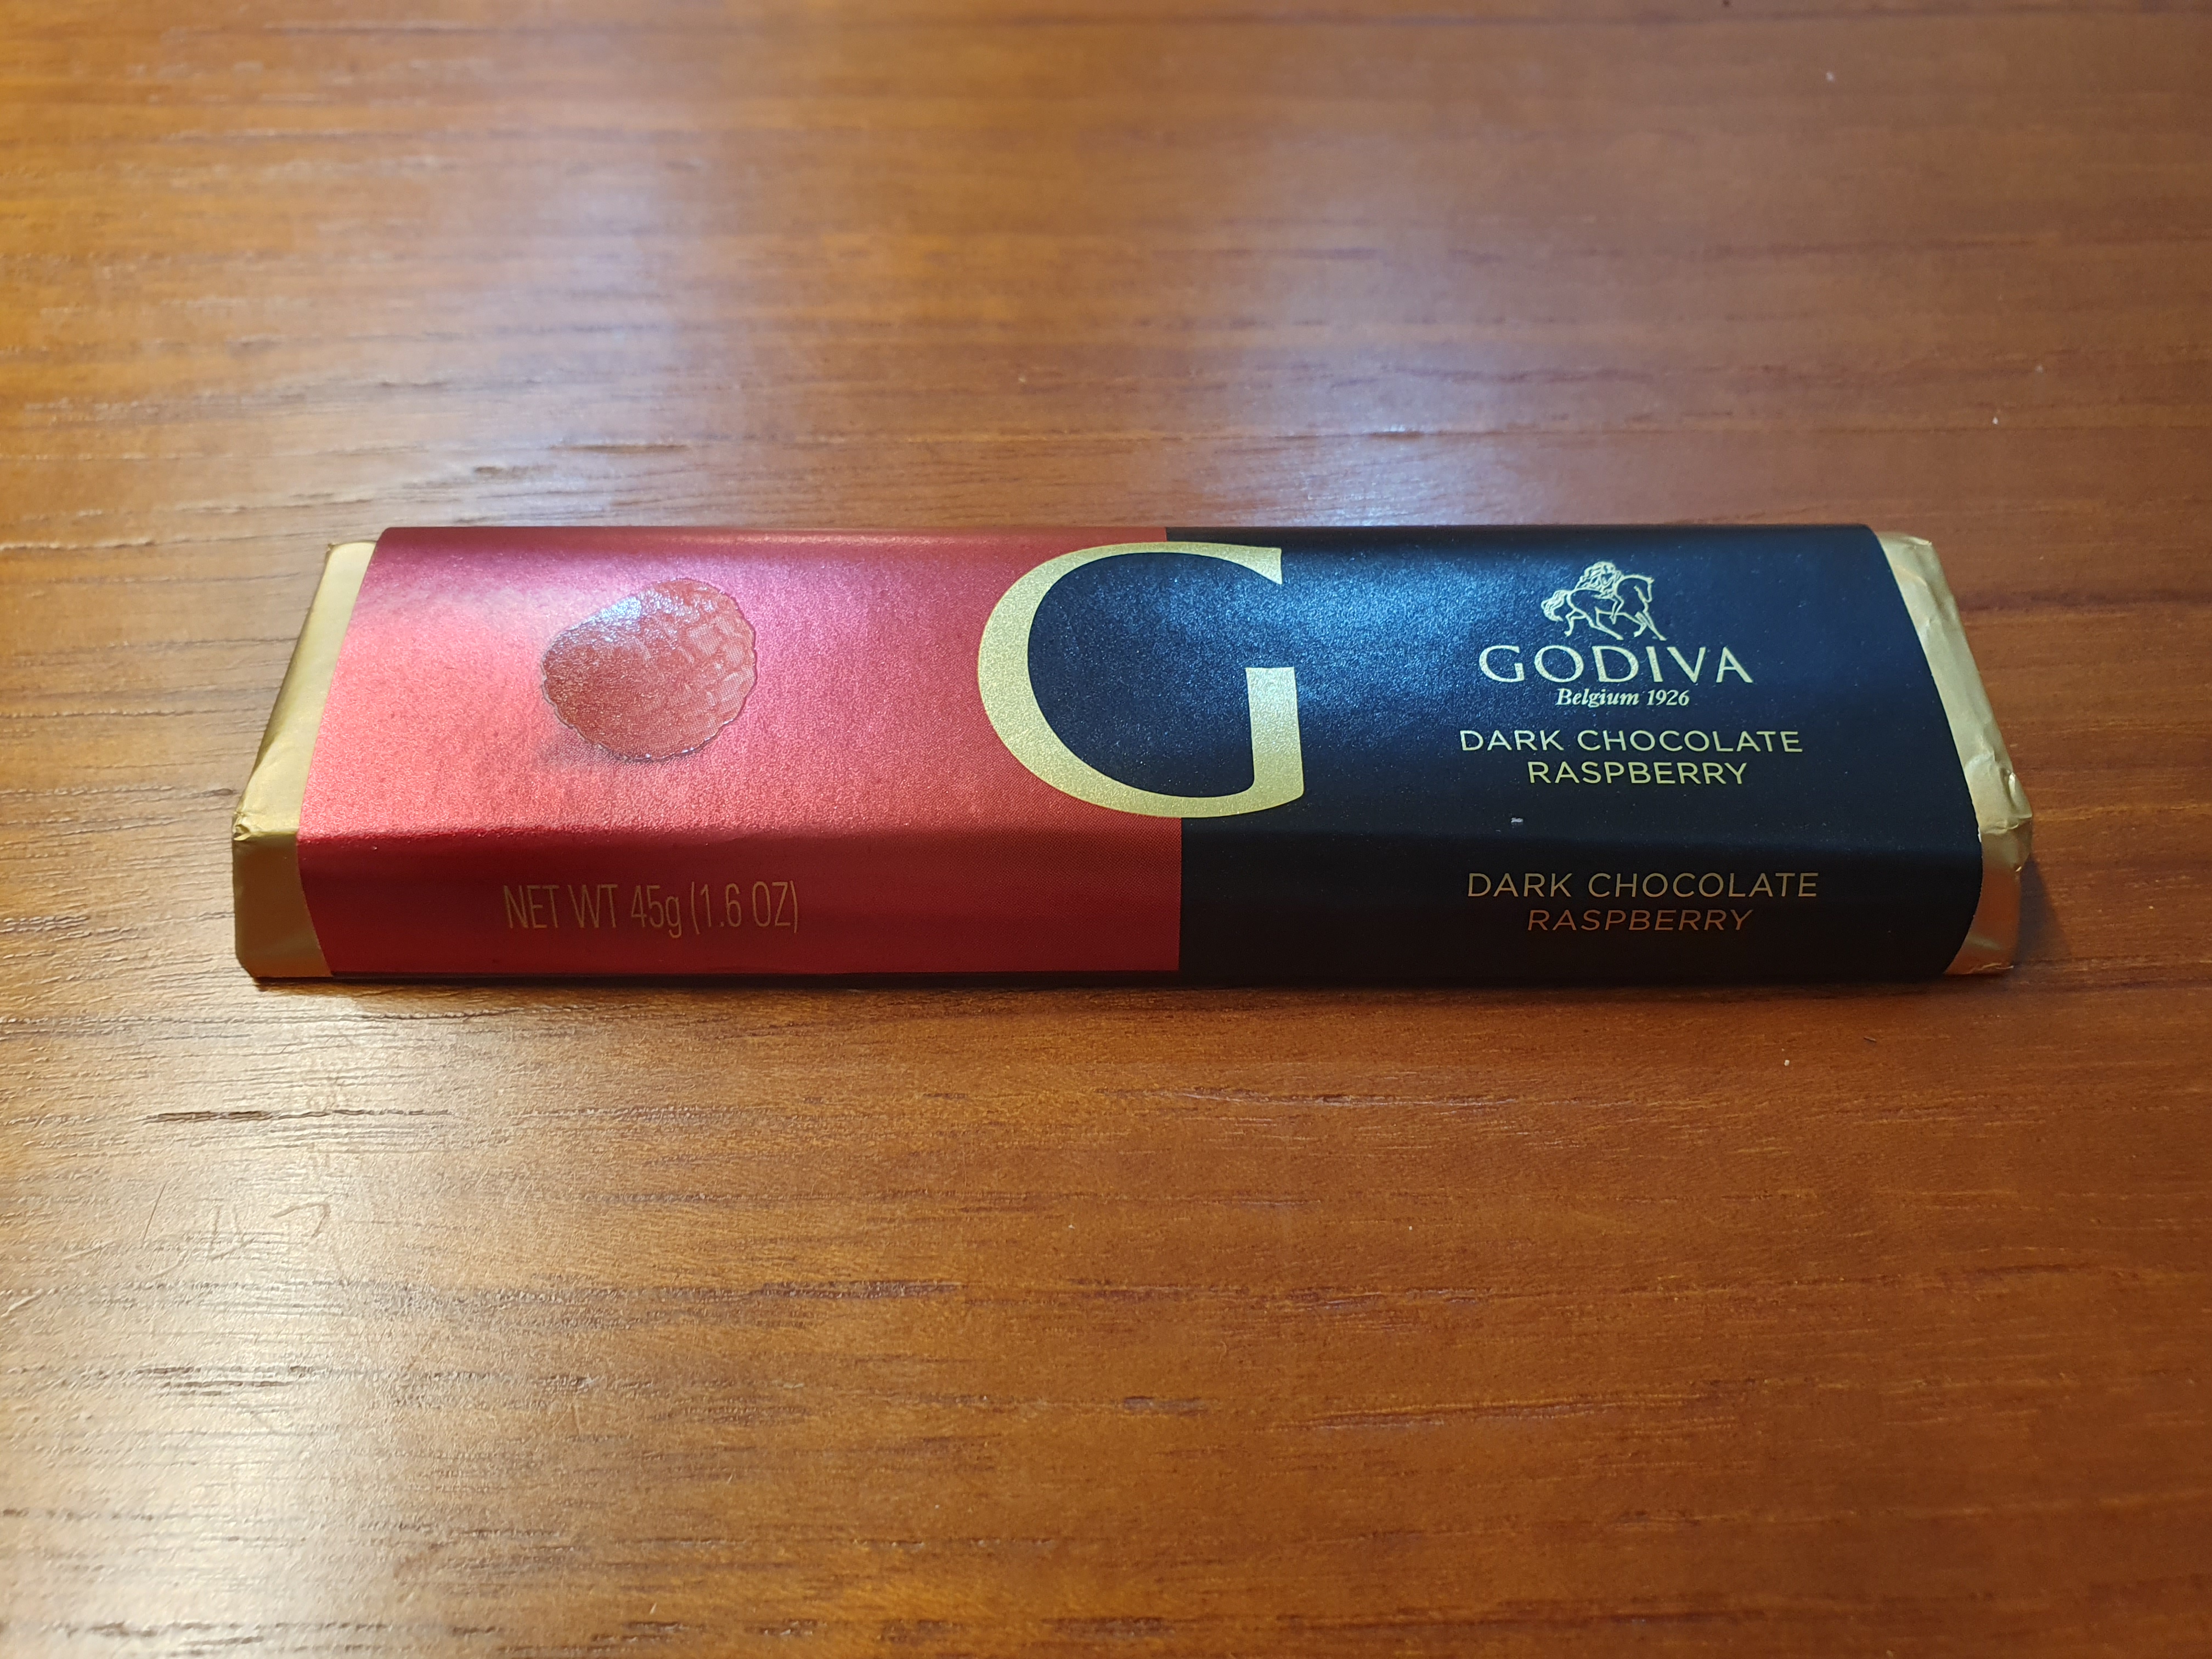 G
GODIVA
Belgium 1926
DARK CHOCOLATE
RASPBERRY
NET WT 45g (1.6 OZ)
DARK CHOCOLATE
RASPBERRY